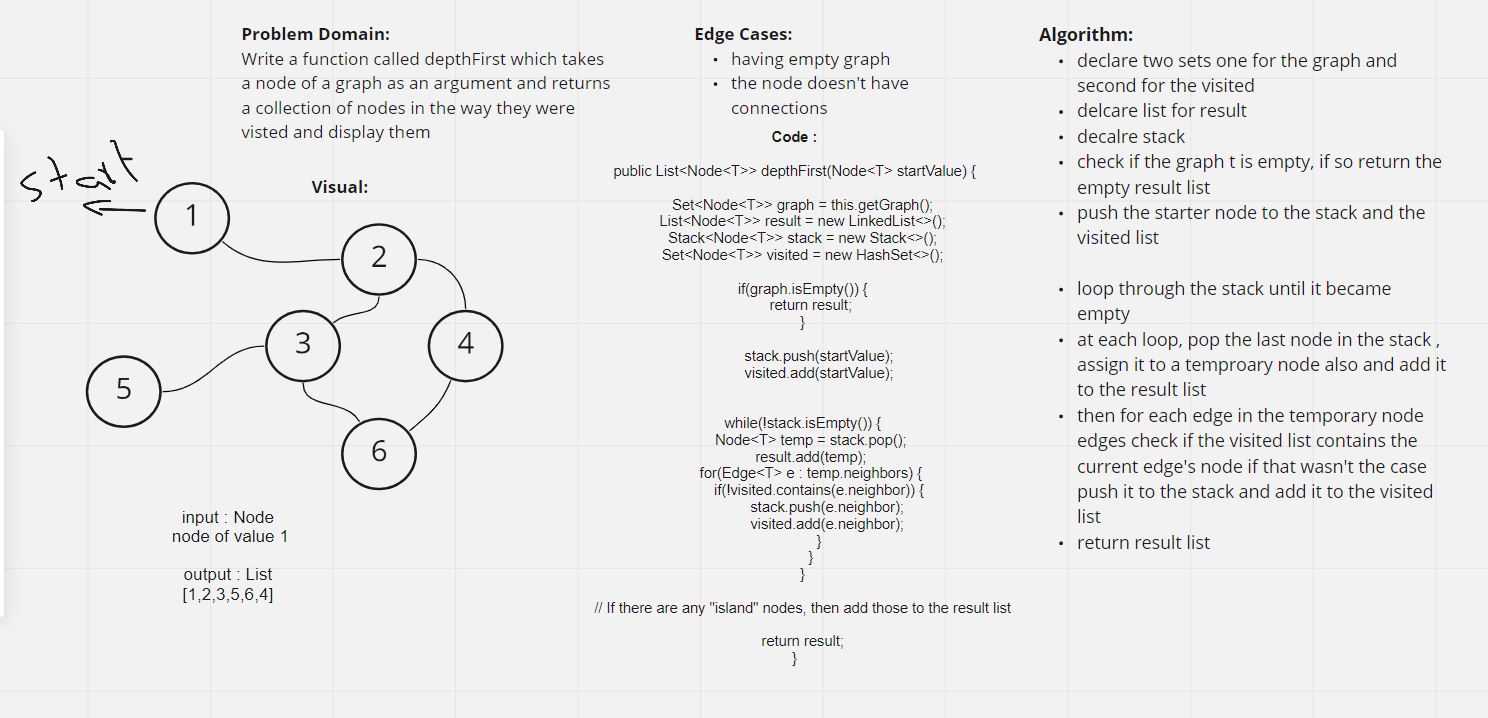 Problem Domain:
Write a function called depthFirst which takes
a node of a graph as an argument and returns
a collection of nodes in the way they were
visted and display them
start
Visual:
1
2
3
4
5
6
input : Node
node of value 1
output : List
[1,2,3,5,6,4]
Edge Cases:
• having empty graph
• the node doesn't have
connections
Code :
public List<Node<T>> depthFirst(Node<T> startValue) {
Set<Node<T>> graph = this.getGraph();
List<Node<T>> result = new LinkedList<>();
Stack<Node<T>> stack = new Stack<>();
Set<Node<T>> visited = new HashSet<>();
if(graph.isEmpty()) {
return result;
}
stack.push(startValue);
visited.add(startValue);
while(!stack.isEmpty()) {
Node<T> temp = stack.pop();
result.add(temp);
for(Edge<T> e : temp.neighbors) {
if(!visited.contains(e.neighbor)) {
stack.push(e.neighbor);
visited.add(e.neighbor);
}
}
}
// If there are any "island" nodes, then add those to the result list
return result;
}
Algorithm:
• declare two sets one for the graph and
second for the visited
• delcare list for result
• decalre stack
• check if the graph t is empty, if so return the
empty result list
• push the starter node to the stack and the
visited list
• loop through the stack until it became
empty
• at each loop, pop the last node in the stack ,
assign it to a temproary node also and add it
to the result list
• then for each edge in the temporary node
edges check if the visited list contains the
current edge's node if that wasn't the case
push it to the stack and add it to the visited
list
• return result list